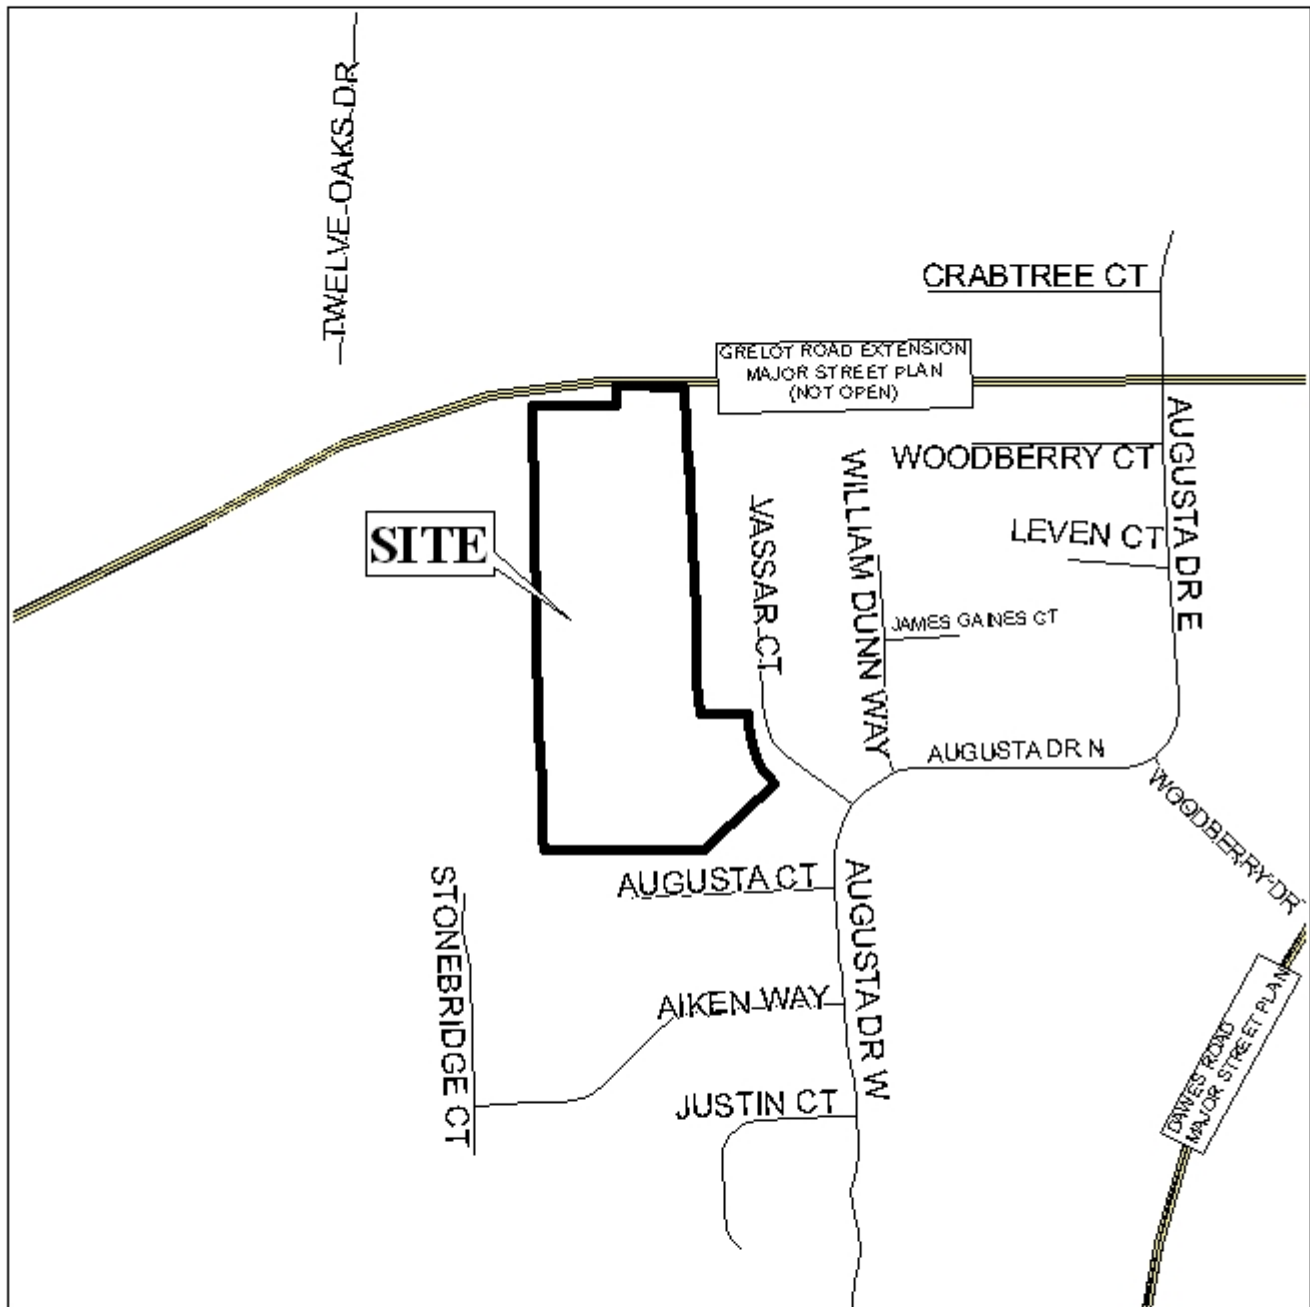 TWELVE OAKS DR
CRABTREE CT
GRELOT ROAD EXTENSION
MAJOR STREET PLAN
(NOT OPEN)
AUGUSTA DR E
WOODBERRY CT
WILLIAM DUNN WAY
VASSAR CT
SITE
LEVEN CT
JAMES GAINES CT
AUGUSTA DR N
WOODBERRY DR
AUGUSTA CT
AUGUSTA DR W
STONEBRIDGE CT
AIKEN WAY
DAWES ROAD
MAJOR STREET PLAN
JUSTIN CT